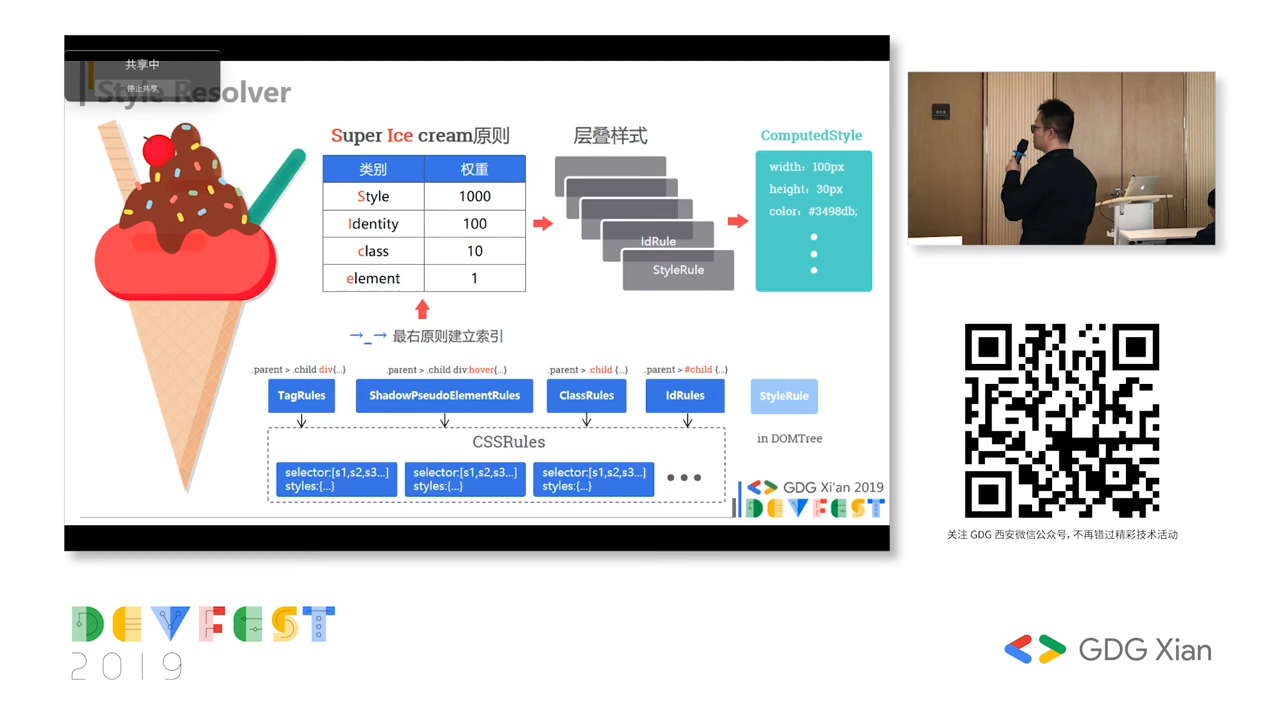 共享中
停止共享
Style Resolver
Super Ice cream原则
类别 权重
Style 1000
Identity 100
class 10
element 1
层叠样式
IdRule
StyleRule
ComputedStyle
width: 100px
height: 30px
color: #3498db;
→_→ 最右原则建立索引
.parent > .child div{...}
.parent > .child div:hover{...}
.parent > .child {...}
.parent > #child {...}
TagRules
ShadowPseudoElementRules
ClassRules
IdRules
StyleRule
CSSRules
in DOMTree
selector:[s1,s2,s3...]
styles:{...}
selector:[s1,s2,s3...]
styles:{...}
selector:[s1,s2,s3...]
styles:{...}
GDG Xi'an 2019
DEVFEST
关注 GDG 西安微信公众号, 不再错过精彩技术活动
DEVFEST
2019
GDG Xian